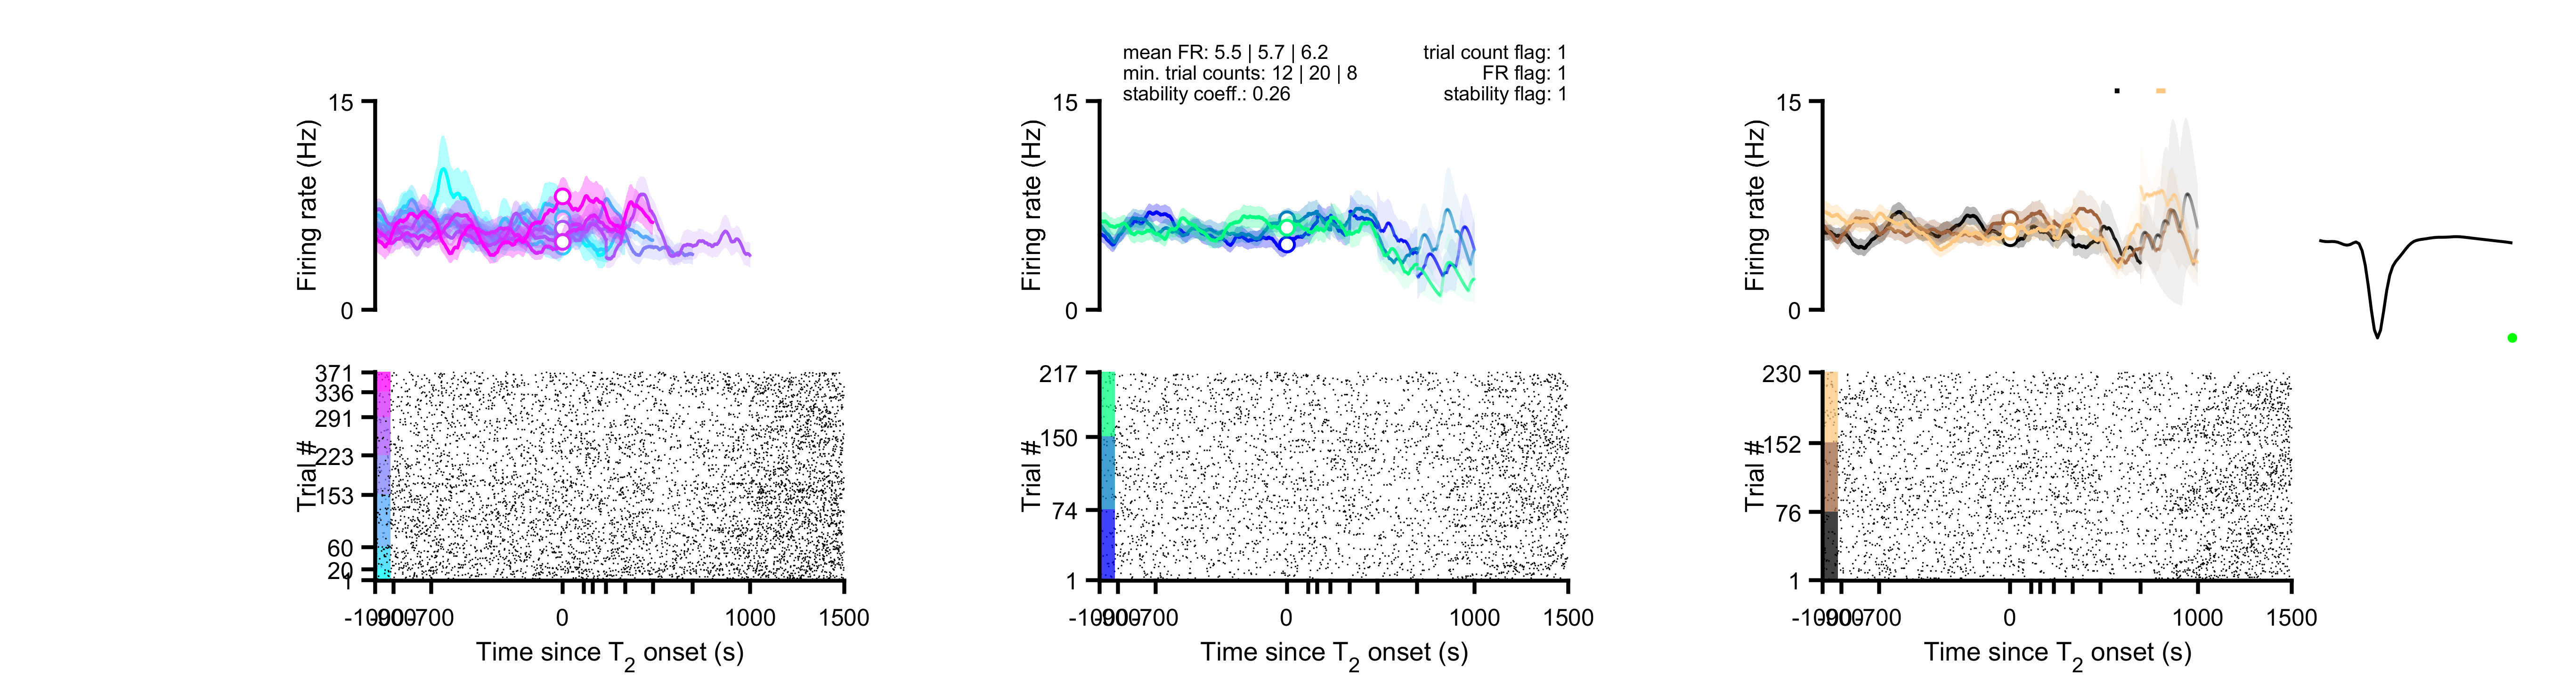 mean FR: 5.5 | 5.7 | 6.2
min. trial counts: 12 | 20 | 8
stability coeff.: 0.26
trial count flag: 1
FR flag: 1
stability flag: 1
15
Firing rate (Hz)
0
15
Firing rate (Hz)
0
15
Firing rate (Hz)
0
371
336
291
223
153
60
20
1
Trial #
-1000 -900 -700 0 1000 1500
Time since T2 onset (s)
217
150
74
1
Trial #
-1000 -900 -700 0 1000 1500
Time since T2 onset (s)
230
152
76
1
Trial #
-1000 -900 -700 0 1000 1500
Time since T2 onset (s)